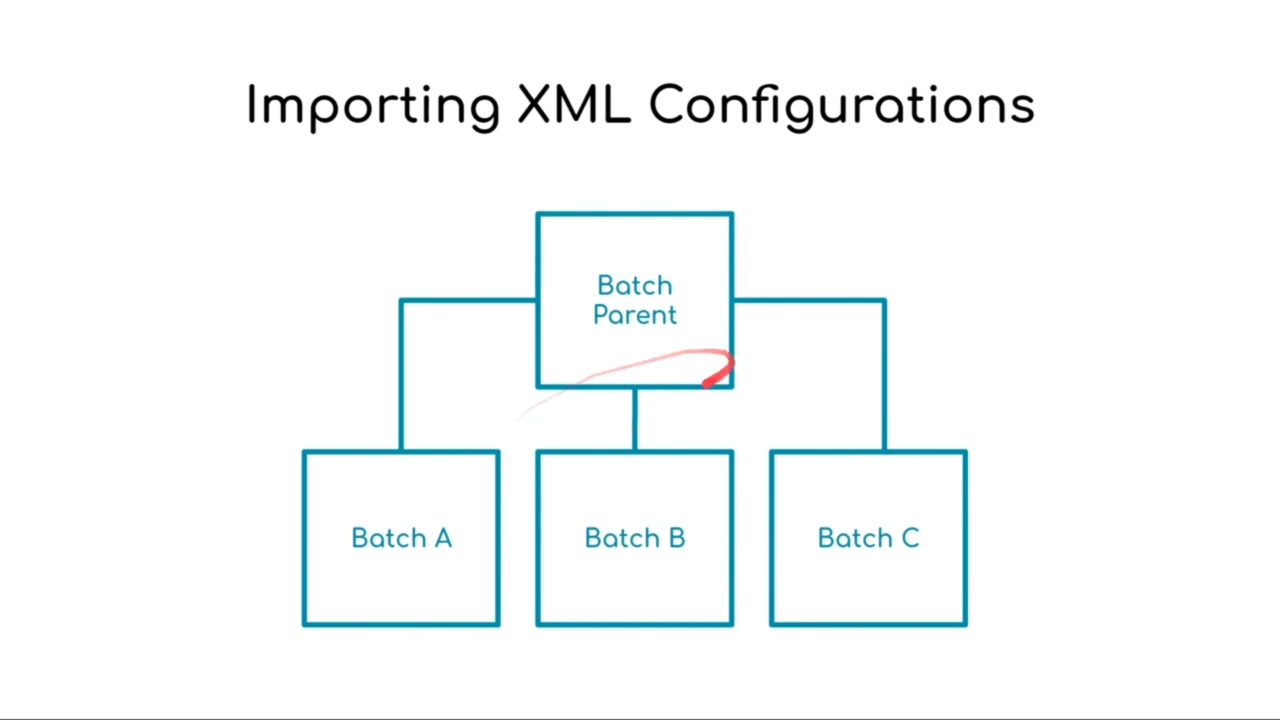 Importing XML Configurations
Batch
Parent
Batch A
Batch B
Batch C